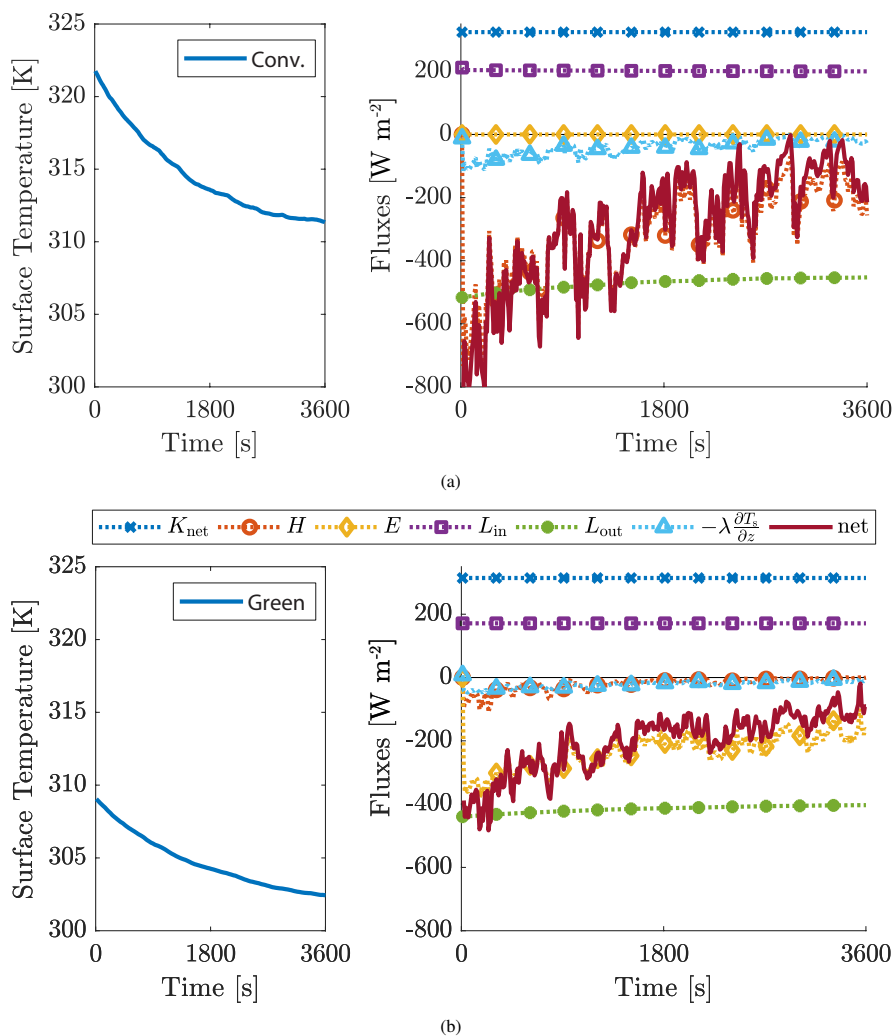 Surface Temperature [K]
325
320
315
310
305
300
0
1800
3600
Time [s]
Conv.
Fluxes [W m-2]
200
0
-200
-400
-600
-800
0
1800
3600
Time [s]
(a)
Knet H E Lin Lout −λ ∂Ts/∂z net
Surface Temperature [K]
325
320
315
310
305
300
0
1800
3600
Time [s]
Green
Fluxes [W m-2]
200
0
-200
-400
-600
-800
0
1800
3600
Time [s]
(b)